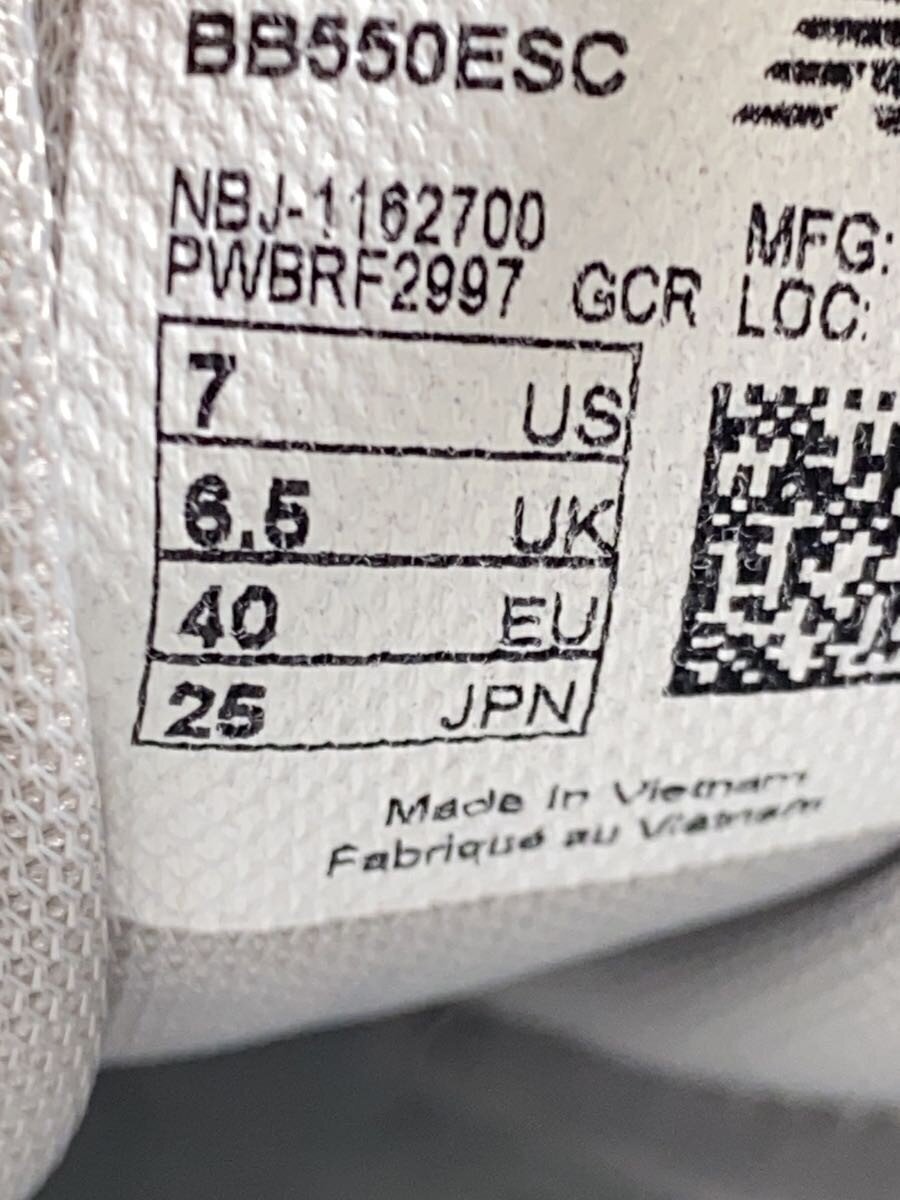 BB550ESC
NBJ-1162700
PWBRF2997 GCR
MFG:
LOC:
7 US
6.5 UK
40 EU
25 JPN
Made in Vietnam
Fabriqué au Vietnam